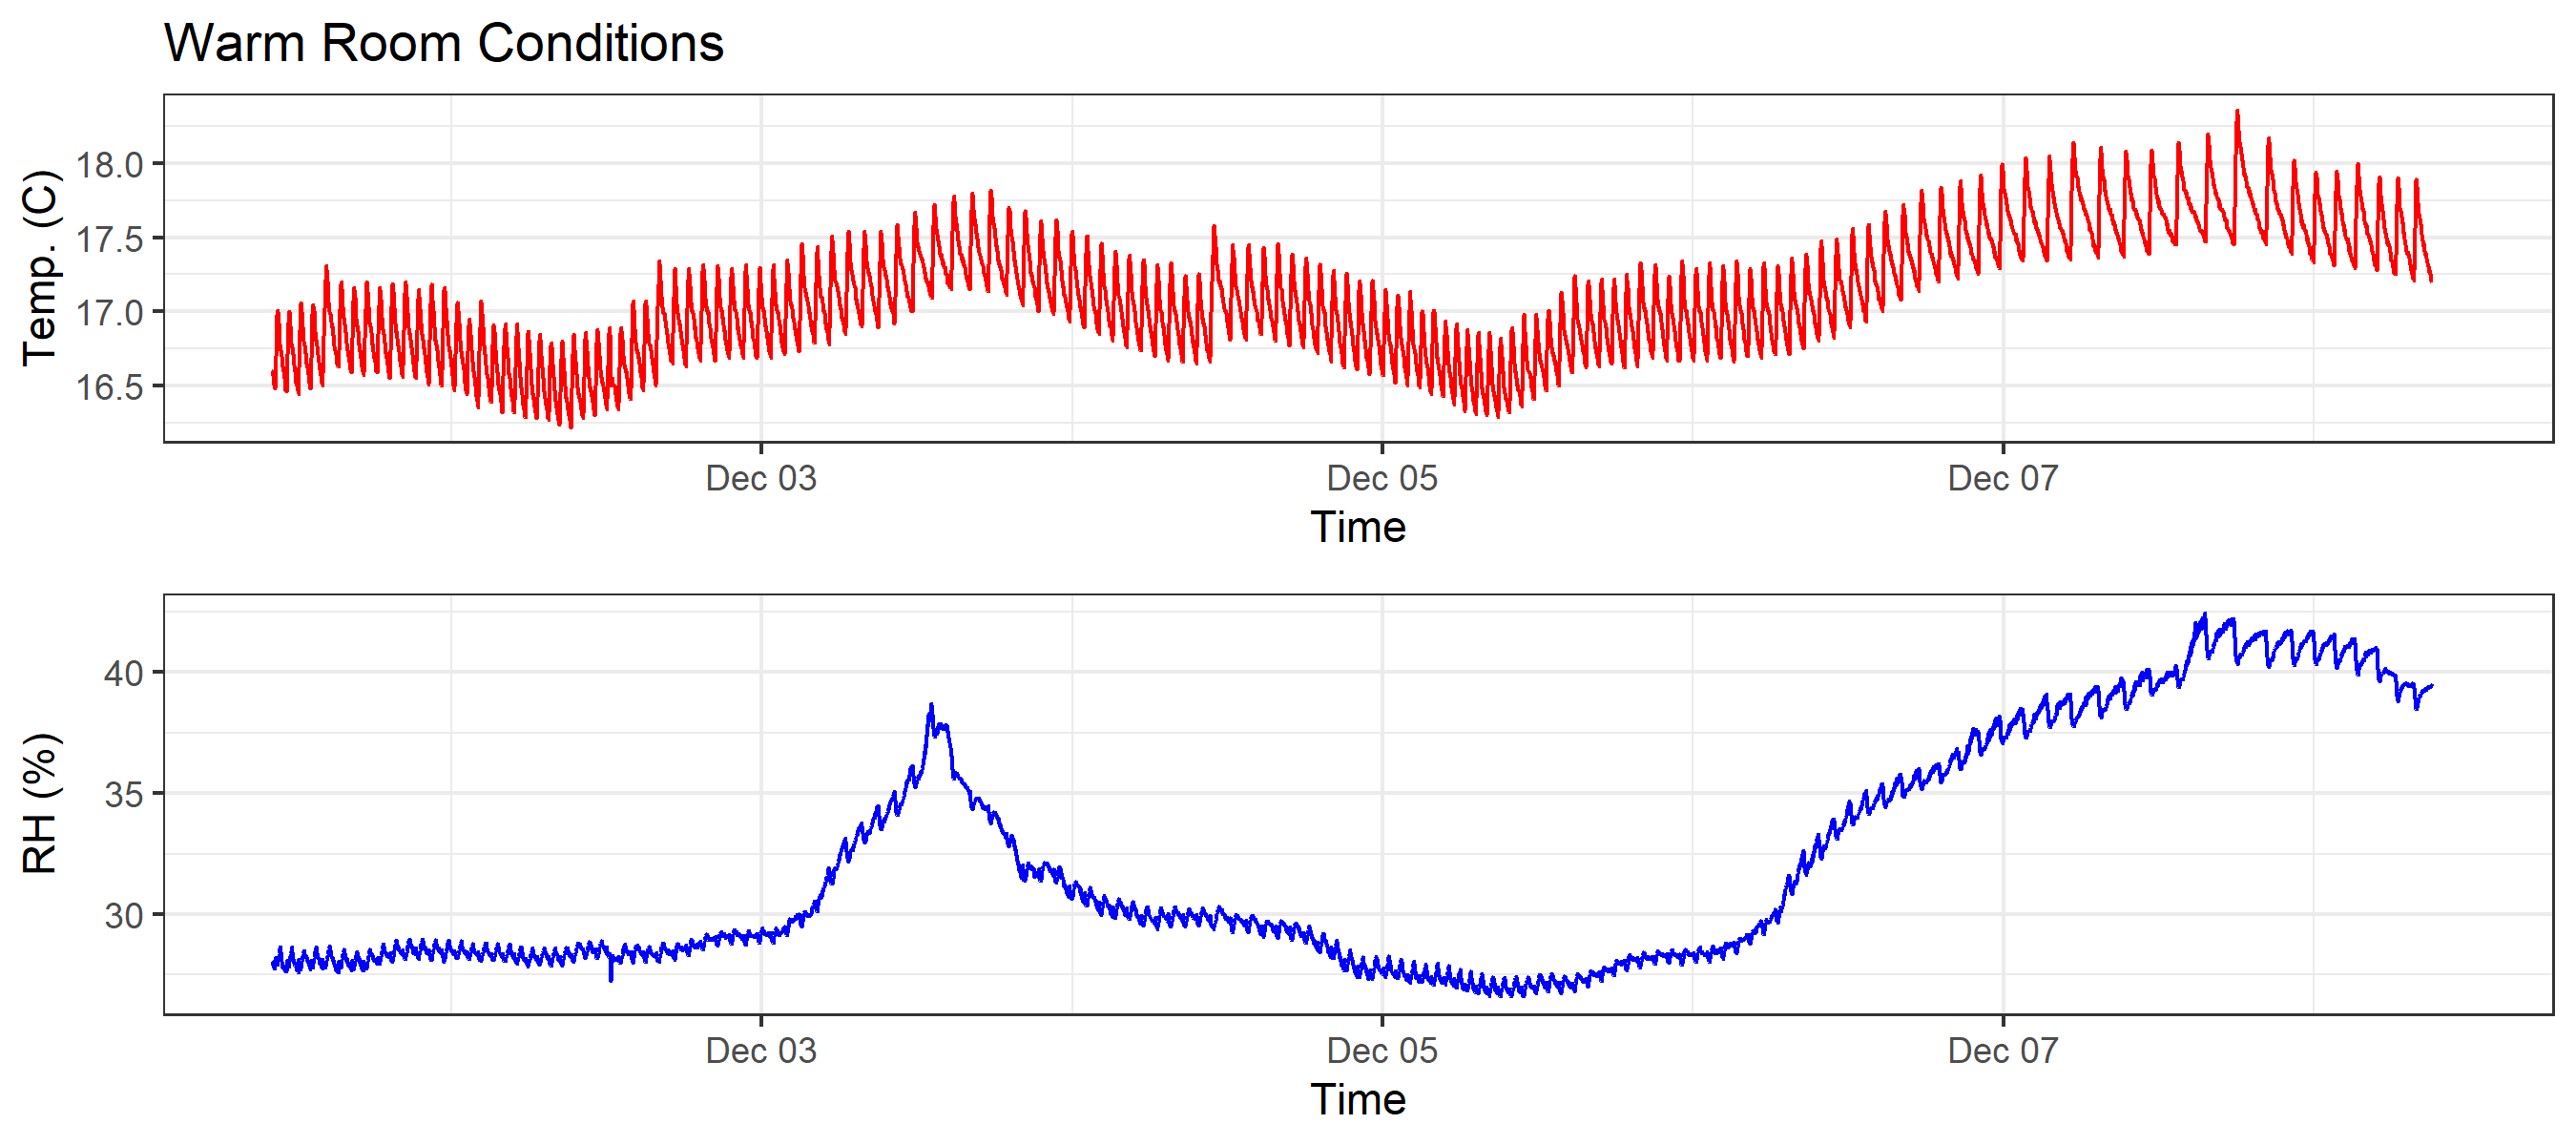 Warm Room Conditions
Temp. (C)
18.0
17.5
17.0
16.5
Dec 03 Dec 05 Dec 07
Time
RH (%)
40
35
30
Dec 03 Dec 05 Dec 07
Time